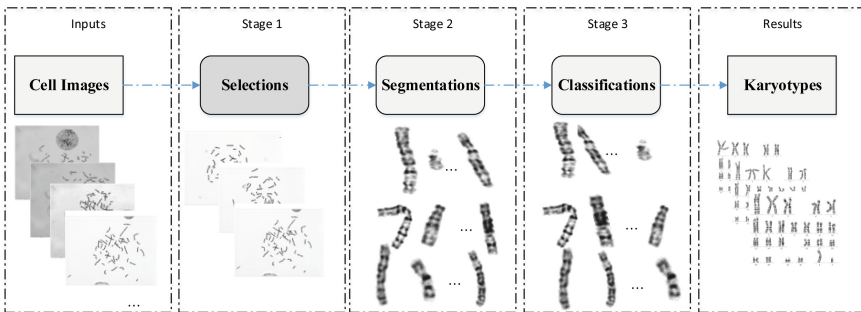 Inputs
Stage 1
Stage 2
Stage 3
Results
Cell Images
Selections
Segmentations
Classifications
Karyotypes
...
...
...
...
...
...
...
...